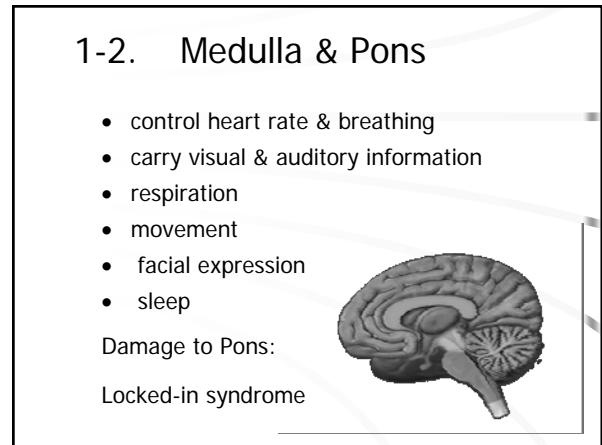 1-2. Medulla & Pons
• control heart rate & breathing
• carry visual & auditory information
• respiration
• movement
• facial expression
• sleep
Damage to Pons:
Locked-in syndrome